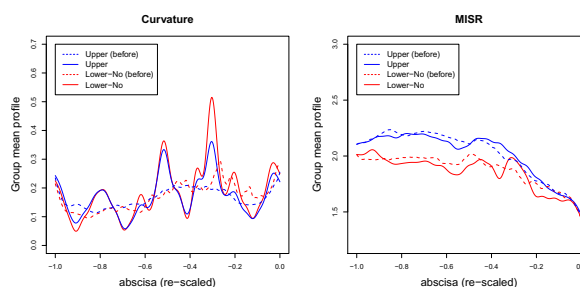 Curvature
Group mean profile
0.7
0.6
0.5
0.4
0.3
0.2
0.1
0.0
Upper (before)
Upper
Lower−No (before)
Lower−No
−1.0 −0.8 −0.6 −0.4 −0.2 0.0
abscisa (re−scaled)
MISR
Group mean profile
3.0
2.5
2.0
1.5
Upper (before)
Upper
Lower−No (before)
Lower−No
−1.0 −0.8 −0.6 −0.4 −0.2 0.0
abscisa (re−scaled)